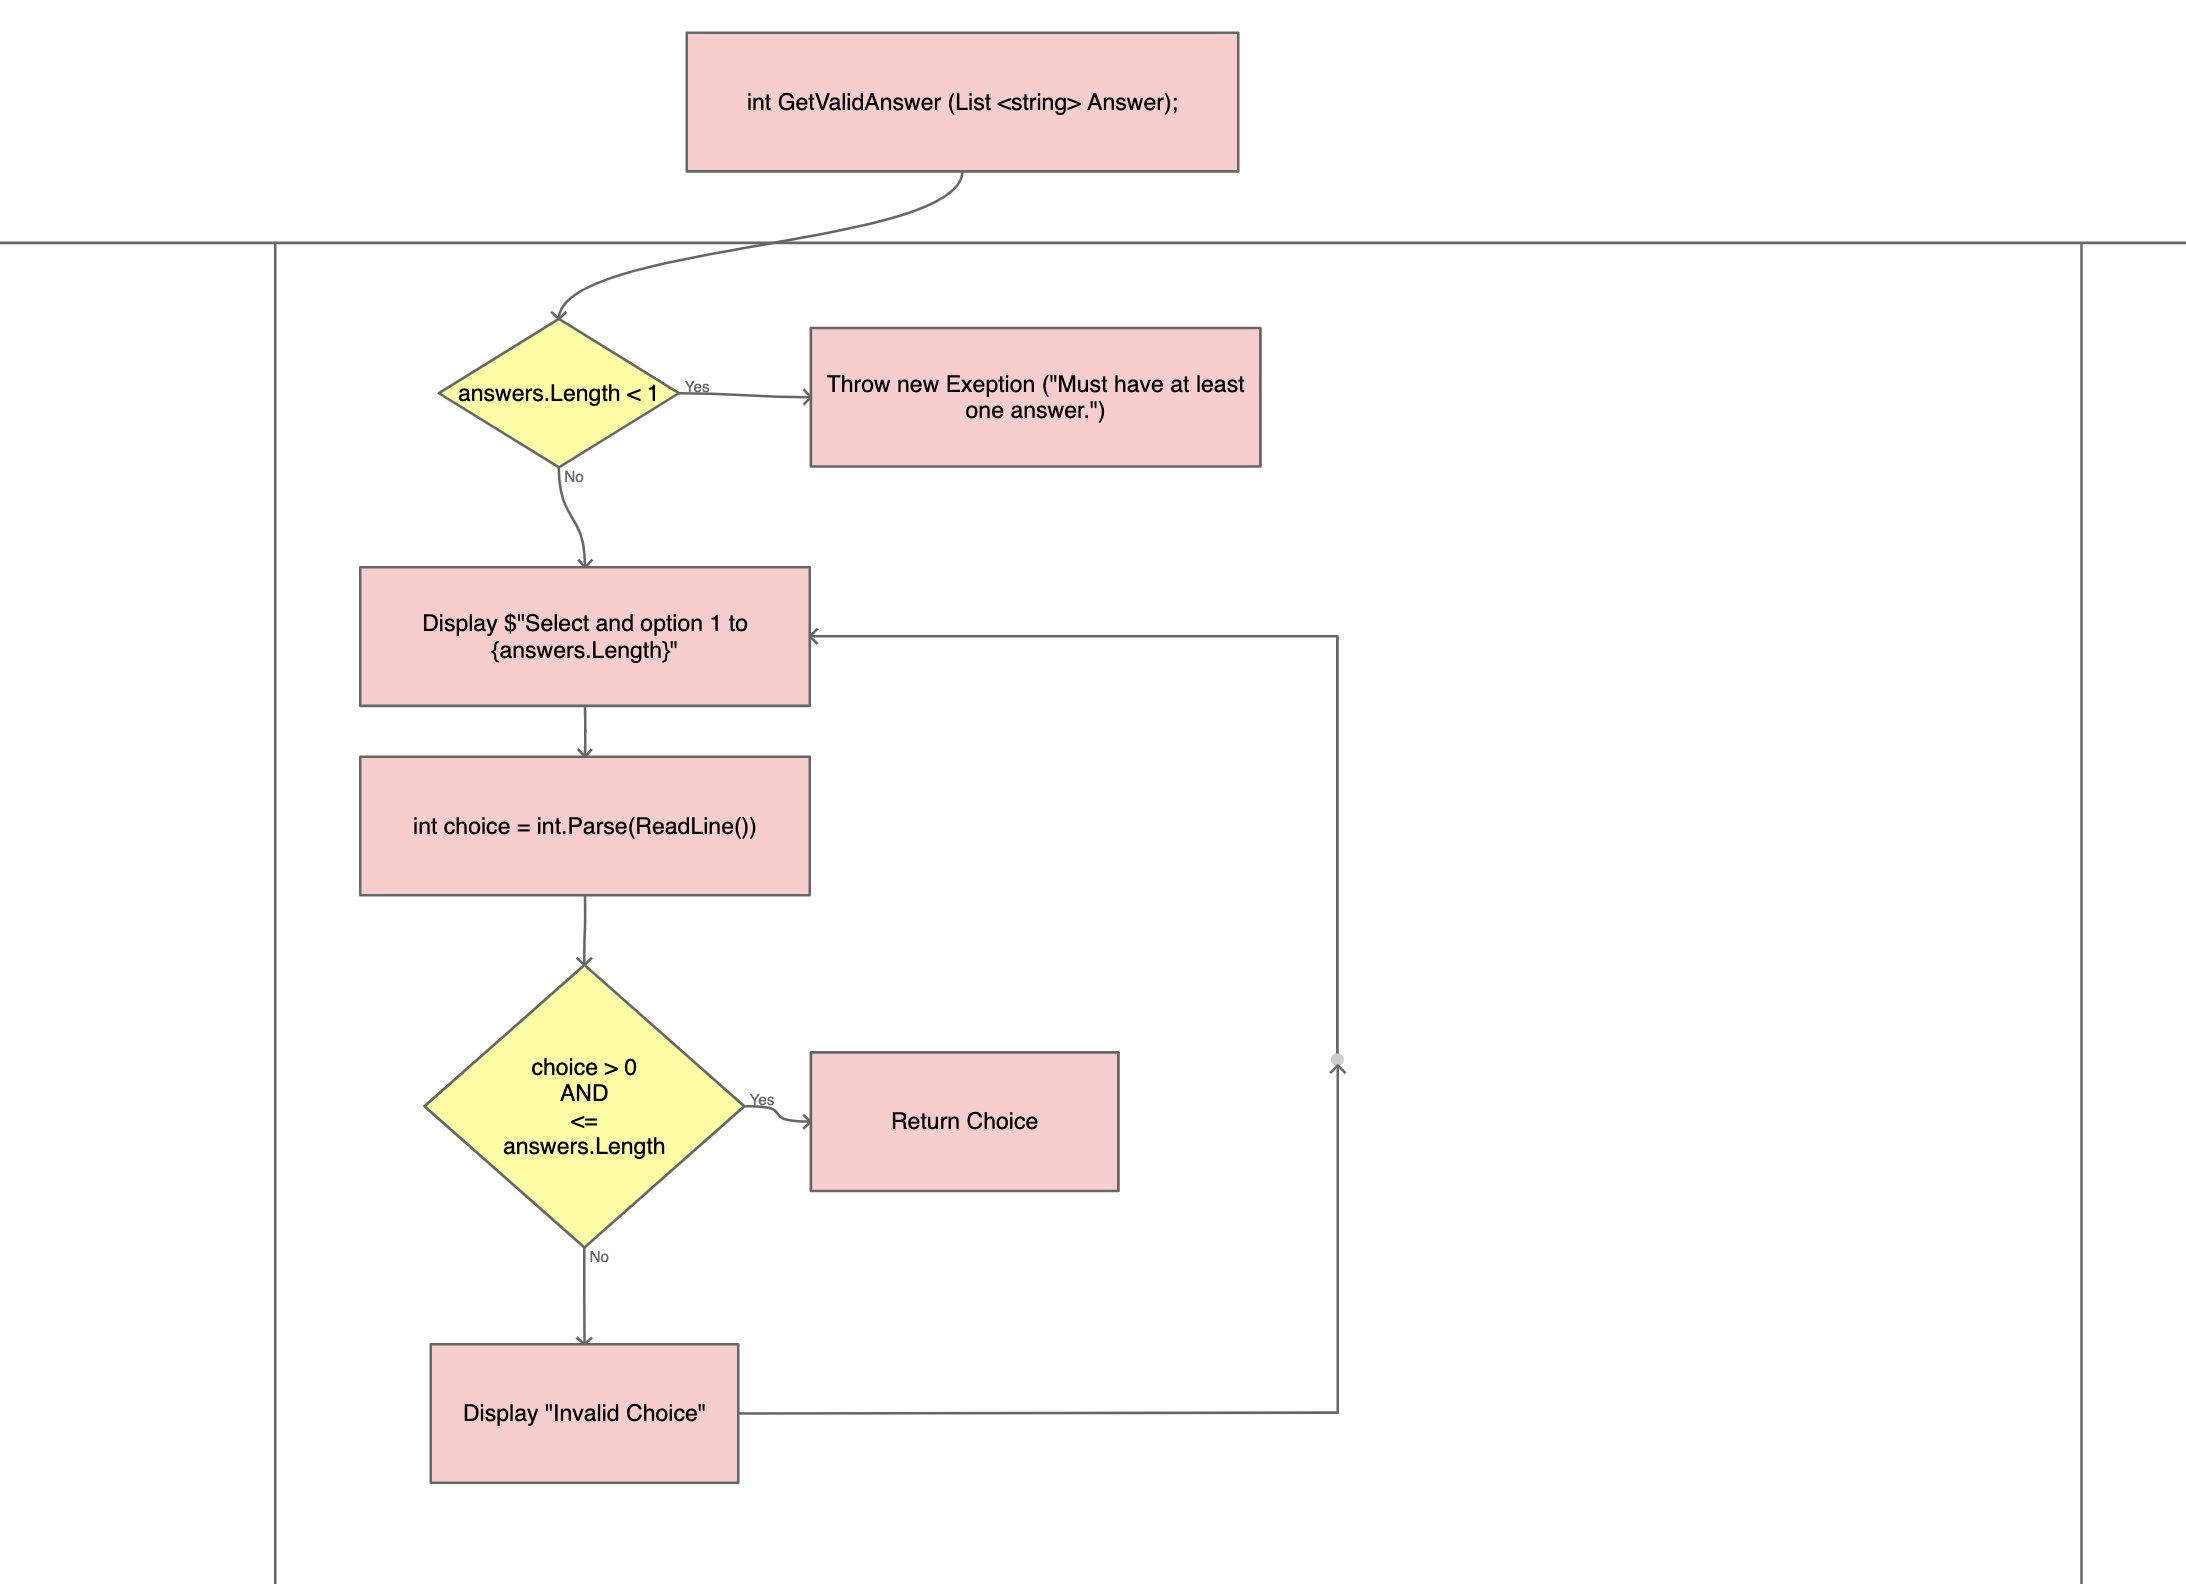 int GetValidAnswer (List <string> Answer);
answers.Length < 1
Yes
Throw new Exeption ("Must have at least
one answer.")
No
Display $"Select and option 1 to
{answers.Length}"
int choice = int.Parse(ReadLine())
choice > 0
AND
<=
answers.Length
Yes
Return Choice
No
Display "Invalid Choice"